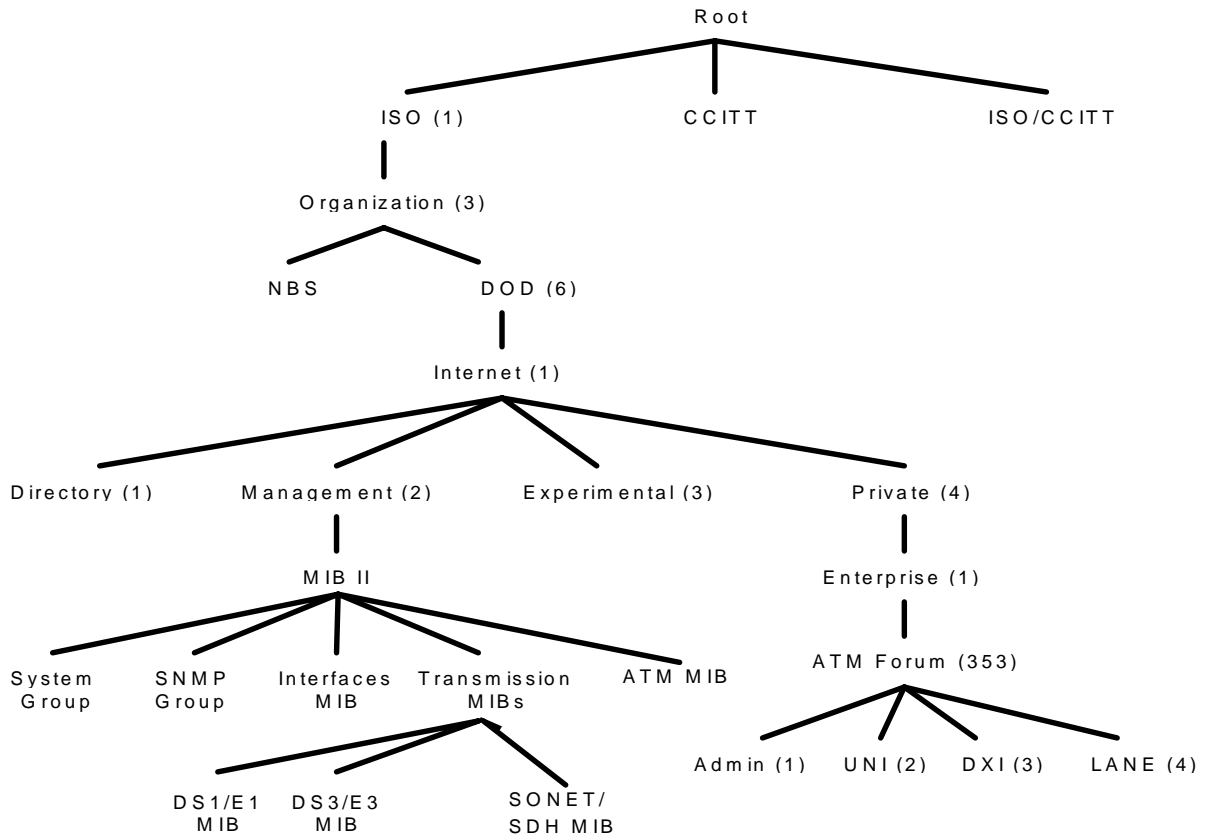 Root
ISO (1)
CCITT
ISO/CCITT
Organization (3)
NBS
DOD (6)
Internet (1)
Directory (1)
Management (2)
Experimental (3)
Private (4)
MIB II
Enterprise (1)
System
Group
SNMP
Group
Interfaces
MIB
Transmission
MIBs
ATM MIB
ATM Forum (353)
Admin (1)
UNI (2)
DXI (3)
LANE (4)
DS1/E1
MIB
DS3/E3
MIB
SONET/
SDH MIB